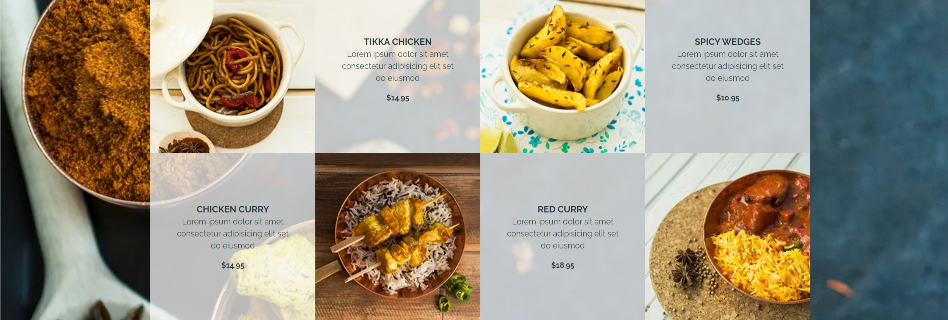 TIKKA CHICKEN
Lorem ipsum dolor sit amet
consectetur adipisicing elit set
do eiusmod
$14.95
SPICY WEDGES
Lorem ipsum dolor sit amet
consectetur adipisicing elit set
do eiusmod
$10.95
CHICKEN CURRY
Lorem ipsum dolor sit amet
consectetur adipisicing elit set
do eiusmod
$14.95
RED CURRY
Lorem ipsum dolor sit amet
consectetur adipisicing elit set
do eiusmod
$18.95